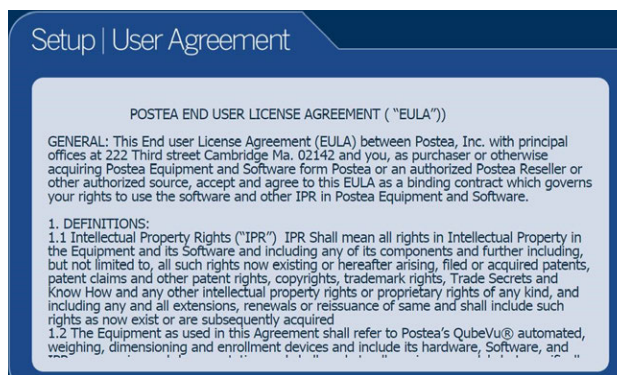 Setup | User Agreement
POSTEA END USER LICENSE AGREEMENT ( “EULA”))
GENERAL: This End user License Agreement (EULA) between Postea, Inc. with principal
offices at 222 Third street Cambridge Ma. 02142 and you, as purchaser or otherwise
acquiring Postea Equipment and Software form Postea or an authorized Postea Reseller or
other authorized source, accept and agree to this EULA as a binding contract which governs
your rights to use the software and other IPR in Postea Equipment and Software.
1. DEFINITIONS:
1.1 Intellectual Property Rights (“IPR”) IPR Shall mean all rights in Intellectual Property in
the Equipment and its Software and including any of its components and further including,
but not limited to, all such rights now existing or hereafter arising, filed or acquired patents,
patent claims and other patent rights, copyrights, trademark rights, Trade Secrets and
Know How and any other intellectual property rights or proprietary rights of any kind, and
including any and all extensions, renewals or reissuance of same and shall include such
rights as now exist or are subsequently acquired
1.2 The Equipment as used in this Agreement shall refer to Postea’s QubeVu® automated,
weighing, dimensioning and enrollment devices and include its hardware, Software, and